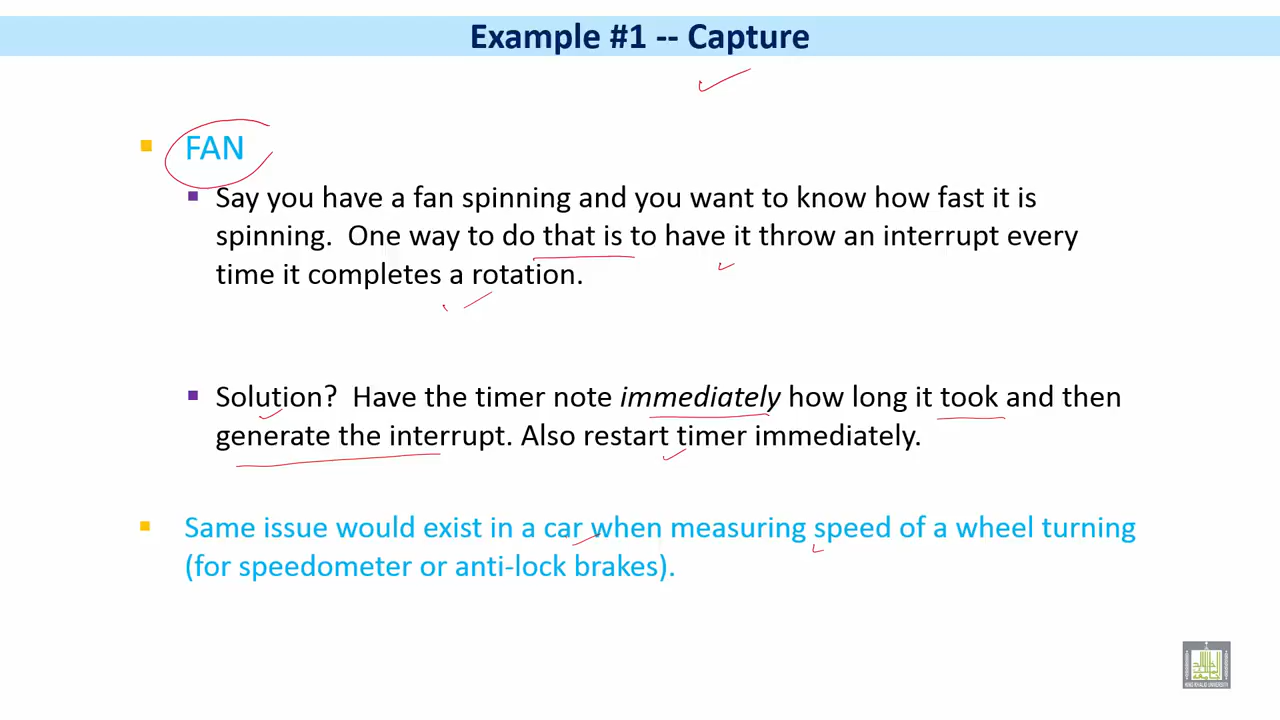 Example #1 -- Capture
FAN
Say you have a fan spinning and you want to know how fast it is
spinning. One way to do that is to have it throw an interrupt every
time it completes a rotation.
Solution? Have the timer note immediately how long it took and then
generate the interrupt. Also restart timer immediately.
Same issue would exist in a car when measuring speed of a wheel turning
(for speedometer or anti-lock brakes).
KING KHALID UNIVERSITY